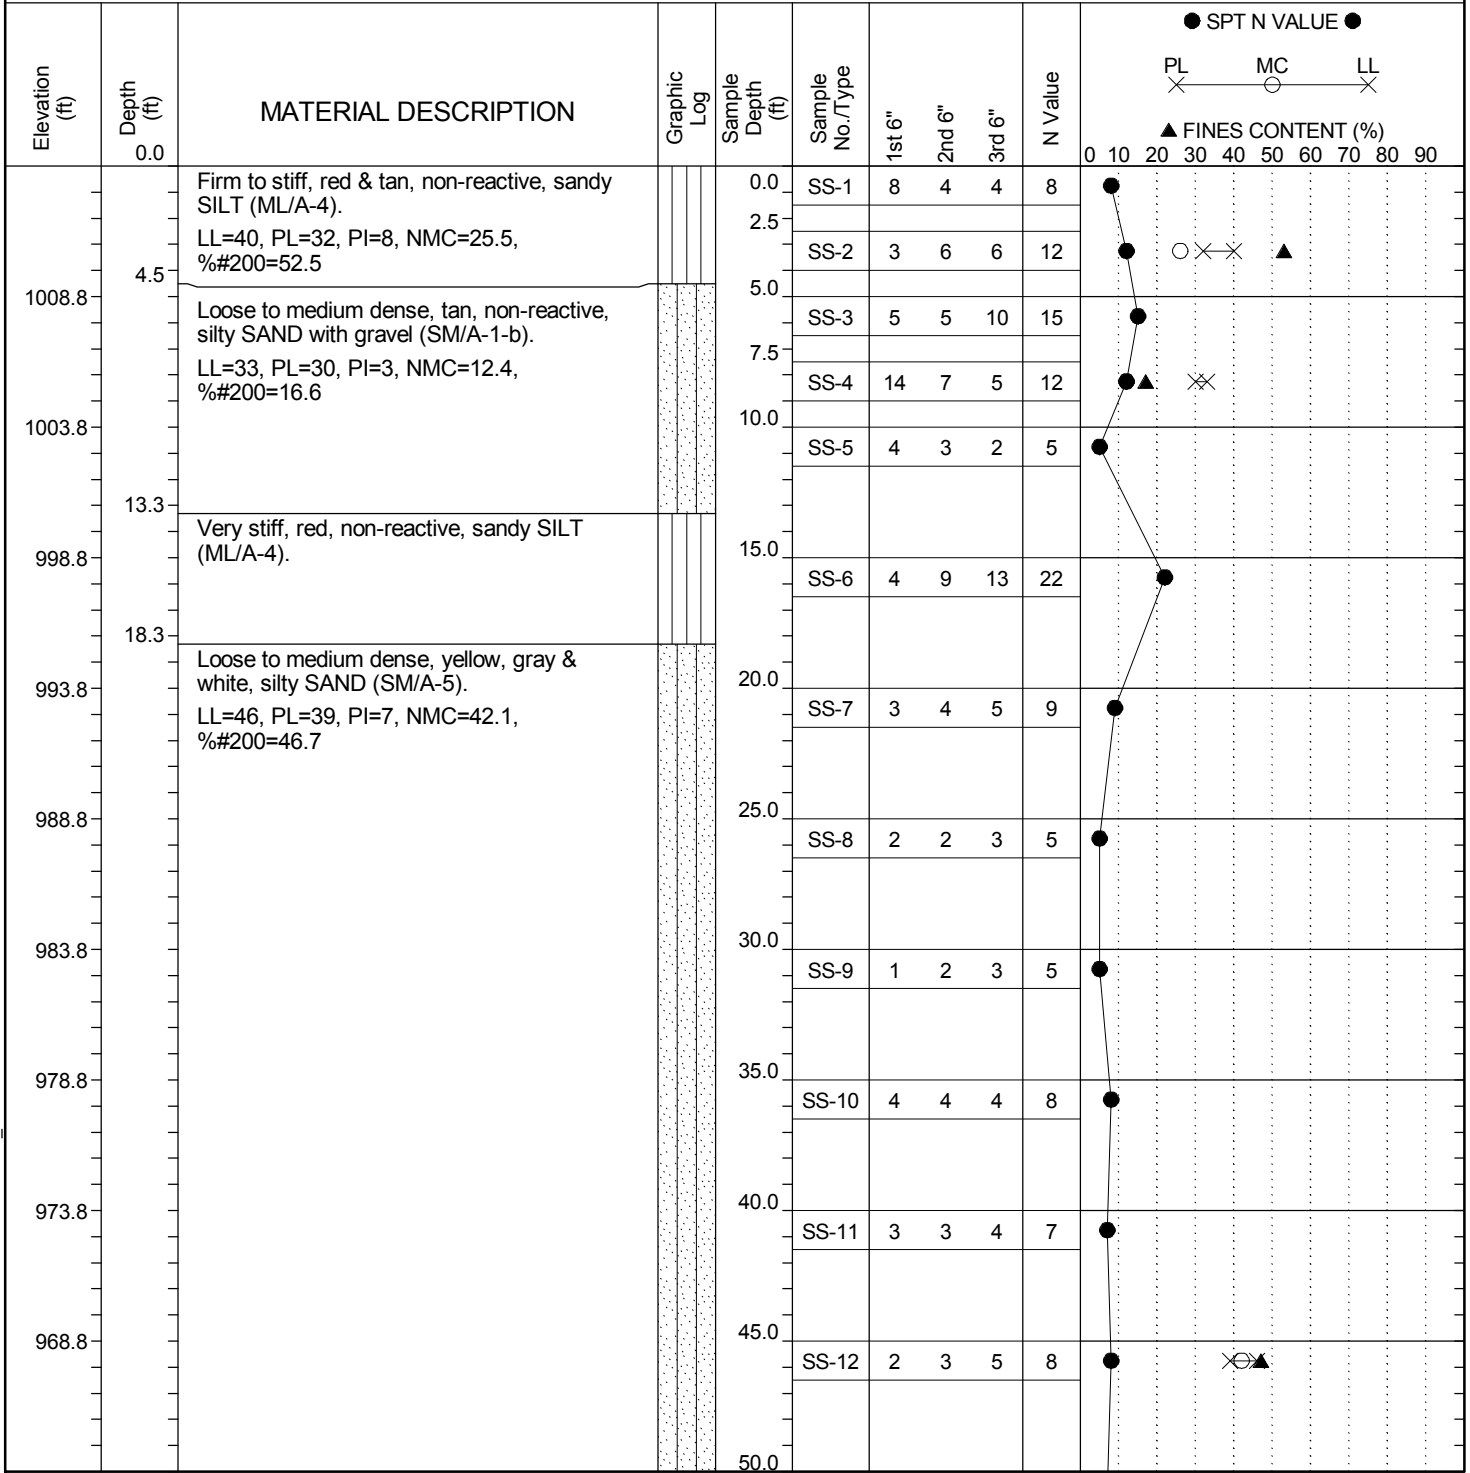 ● SPT N VALUE ●
PL MC LL
▲ FINES CONTENT (%)
0 10 20 30 40 50 60 70 80 90
Elevation
(ft)
Depth
(ft)
0.0
MATERIAL DESCRIPTION
Graphic
Log
Sample
Depth
(ft)
Sample
No./Type
1st 6"
2nd 6"
3rd 6"
N Value
Firm to stiff, red & tan, non-reactive, sandy
SILT (ML/A-4).
LL=40, PL=32, PI=8, NMC=25.5,
%#200=52.5
0.0 SS-1 8 4 4 8
2.5
SS-2 3 6 6 12
4.5
1008.8
5.0
Loose to medium dense, tan, non-reactive,
silty SAND with gravel (SM/A-1-b).
LL=33, PL=30, PI=3, NMC=12.4,
%#200=16.6
SS-3 5 5 10 15
7.5
SS-4 14 7 5 12
10.0
1003.8
SS-5 4 3 2 5
13.3
Very stiff, red, non-reactive, sandy SILT
(ML/A-4).
15.0
998.8
SS-6 4 9 13 22
18.3
Loose to medium dense, yellow, gray &
white, silty SAND (SM/A-5).
LL=46, PL=39, PI=7, NMC=42.1,
%#200=46.7
20.0
993.8
SS-7 3 4 5 9
25.0
988.8
SS-8 2 2 3 5
30.0
983.8
SS-9 1 2 3 5
35.0
978.8
SS-10 4 4 4 8
40.0
973.8
SS-11 3 3 4 7
45.0
968.8
SS-12 2 3 5 8
50.0